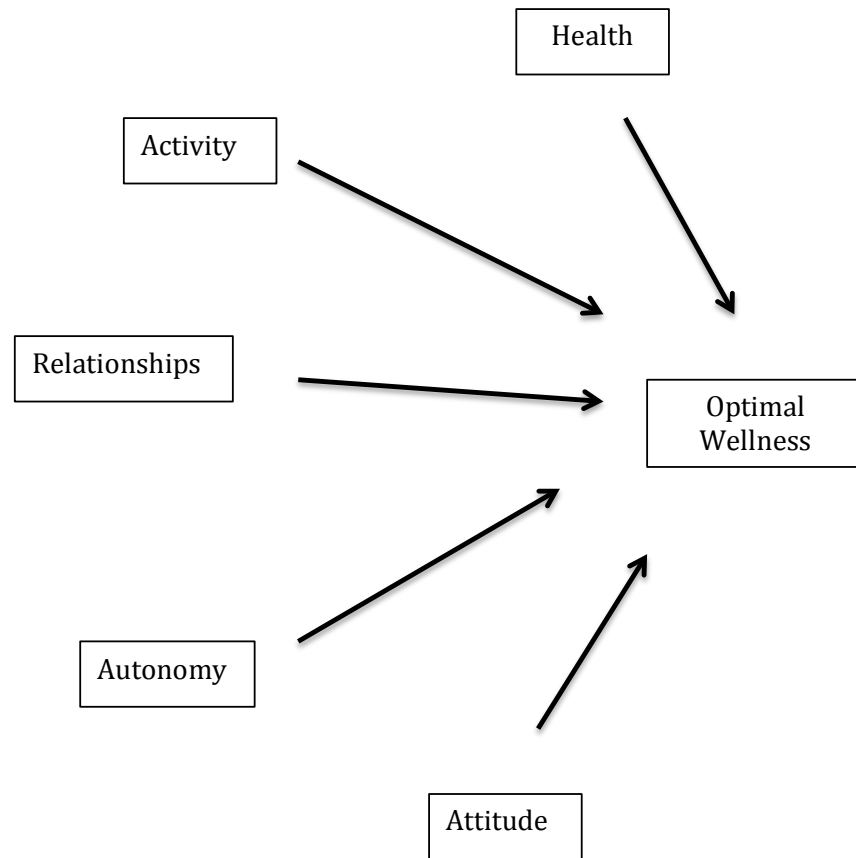 Health
Activity
Relationships
Optimal
Wellness
Autonomy
Attitude